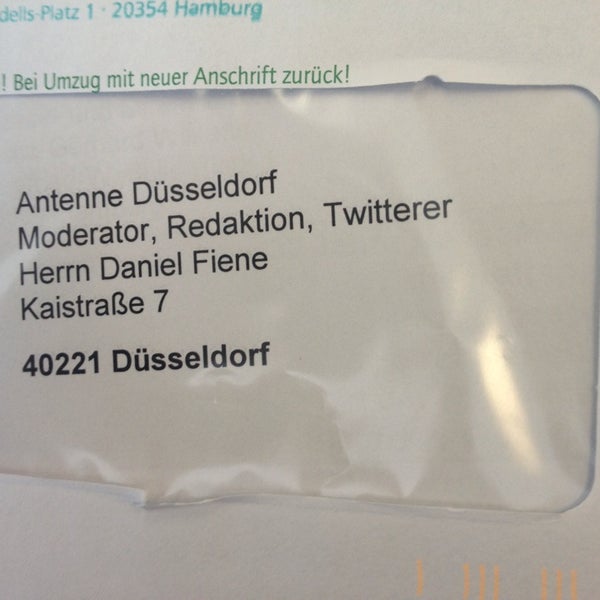 dells-Platz 1 · 20354 Hamburg
! Bei Umzug mit neuer Anschrift zurück!
Antenne Düsseldorf
Moderator, Redaktion, Twitterer
Herrn Daniel Fiene
Kaistraße 7
40221 Düsseldorf